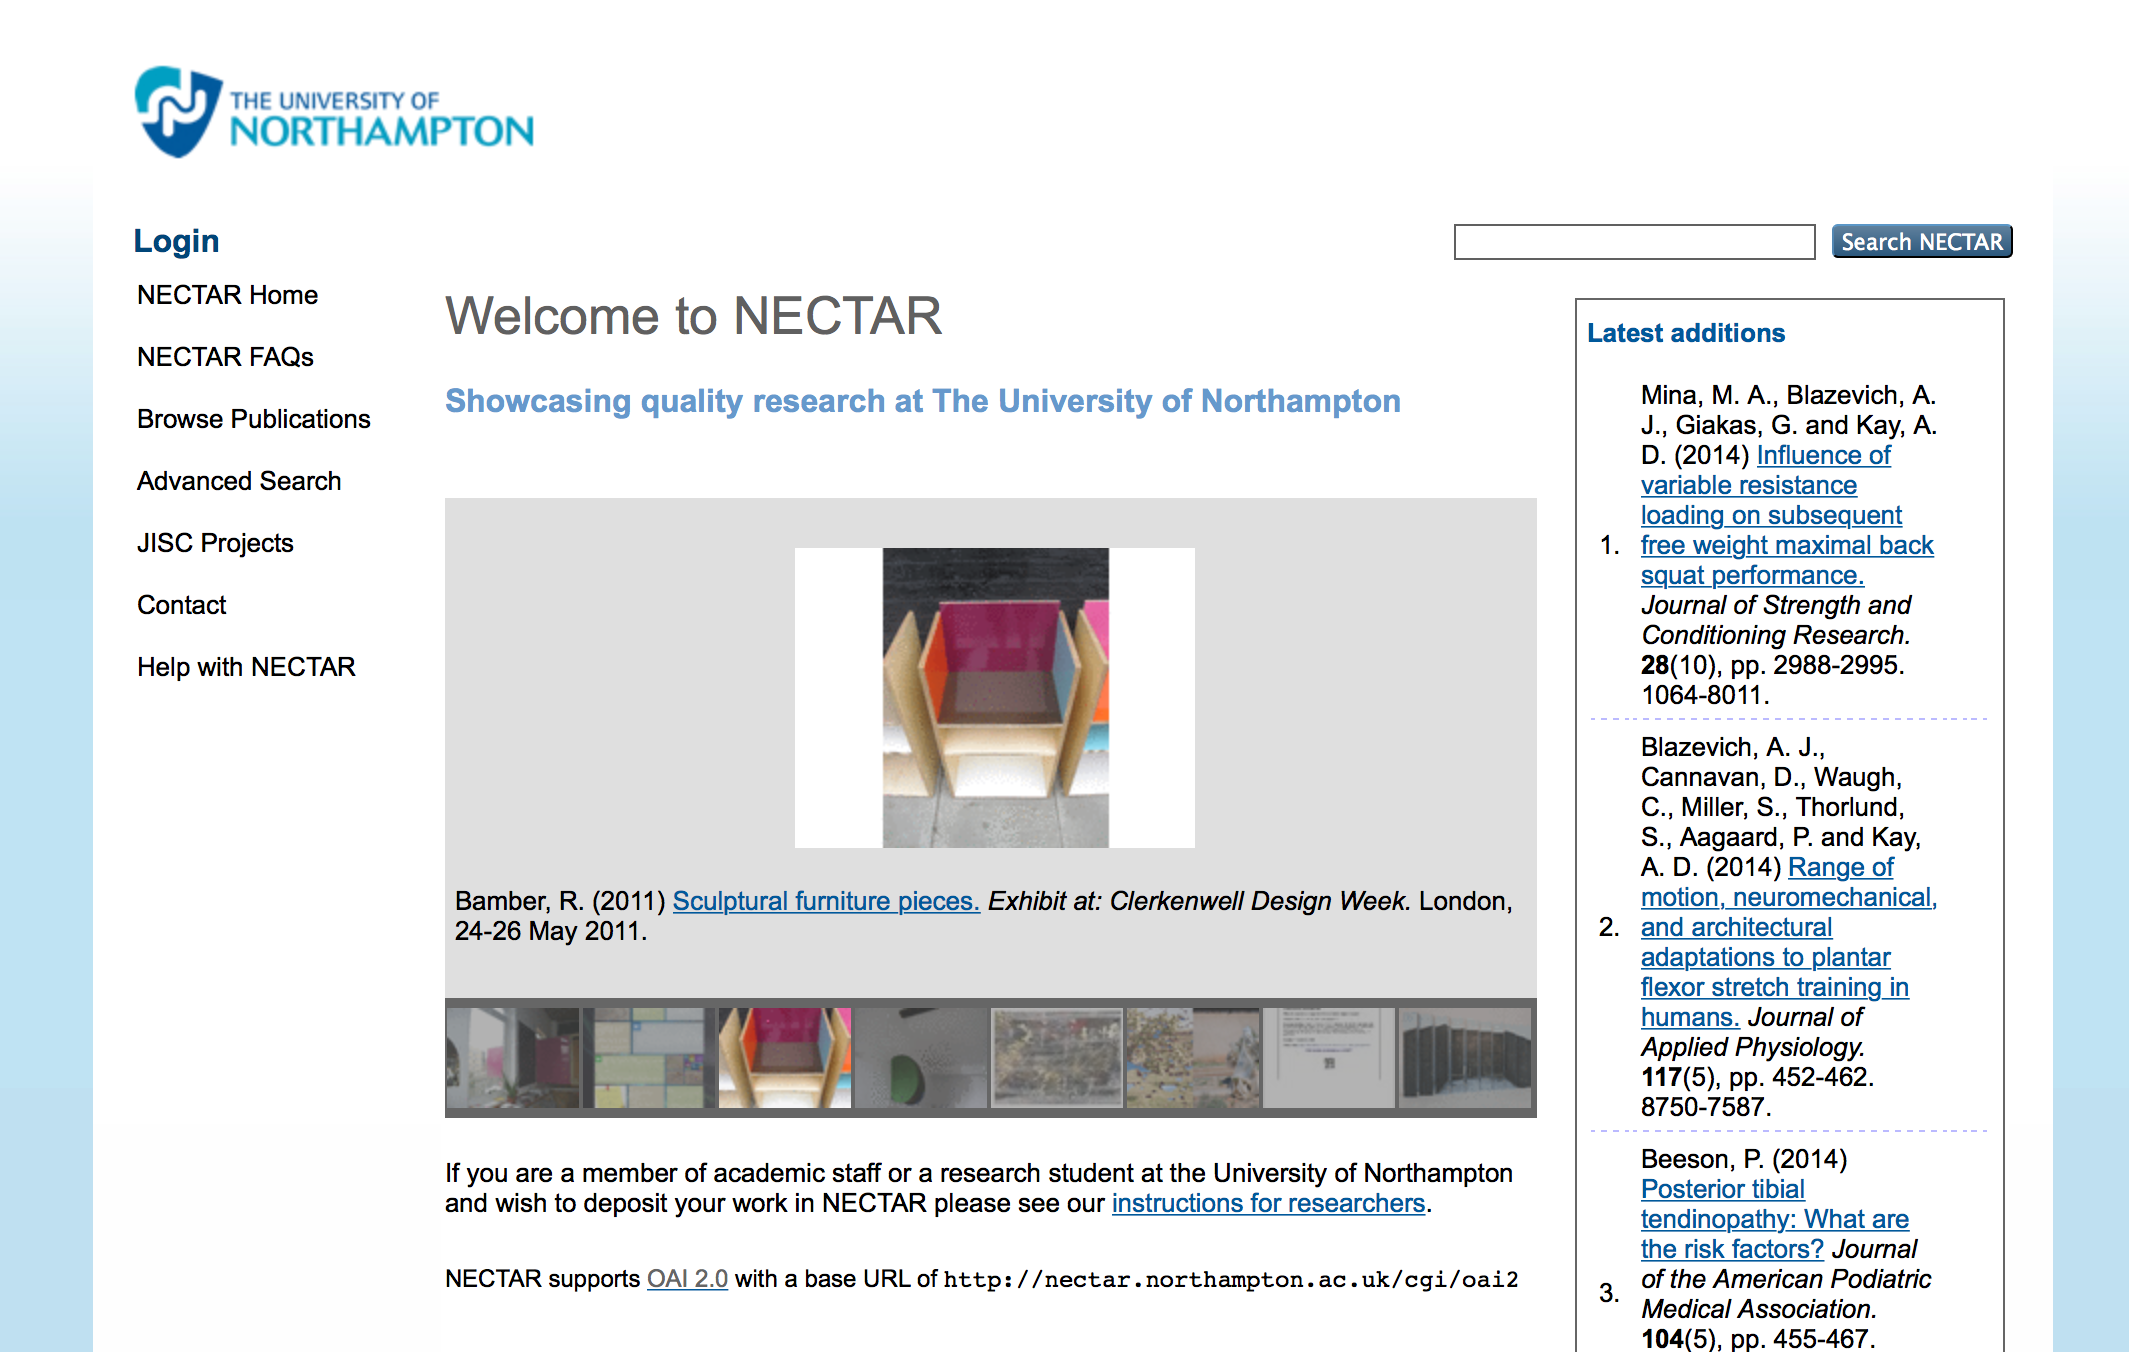 THE UNIVERSITY OF
NORTHAMPTON
Login
Search NECTAR
NECTAR Home
NECTAR FAQs
Browse Publications
Advanced Search
JISC Projects
Contact
Help with NECTAR
Welcome to NECTAR
Showcasing quality research at The University of Northampton
Bamber, R. (2011) Sculptural furniture pieces. Exhibit at: Clerkenwell Design Week. London,
24-26 May 2011.
If you are a member of academic staff or a research student at the University of Northampton
and wish to deposit your work in NECTAR please see our instructions for researchers.
NECTAR supports OAI 2.0 with a base URL of http://nectar.northampton.ac.uk/cgi/oai2
Latest additions
Mina, M. A., Blazevich, A.
J., Giakas, G. and Kay, A.
D. (2014) Influence of
variable resistance
loading on subsequent
1. free weight maximal back
squat performance.
Journal of Strength and
Conditioning Research.
28(10), pp. 2988-2995.
1064-8011.
Blazevich, A. J.,
Cannavan, D., Waugh,
C., Miller, S., Thorlund,
S., Aagaard, P. and Kay,
A. D. (2014) Range of
motion, neuromechanical,
2. and architectural
adaptations to plantar
flexor stretch training in
humans. Journal of
Applied Physiology.
117(5), pp. 452-462.
8750-7587.
Beeson, P. (2014)
Posterior tibial
tendinopathy: What are
the risk factors? Journal
3. of the American Podiatric
Medical Association.
104(5), pp. 455-467.